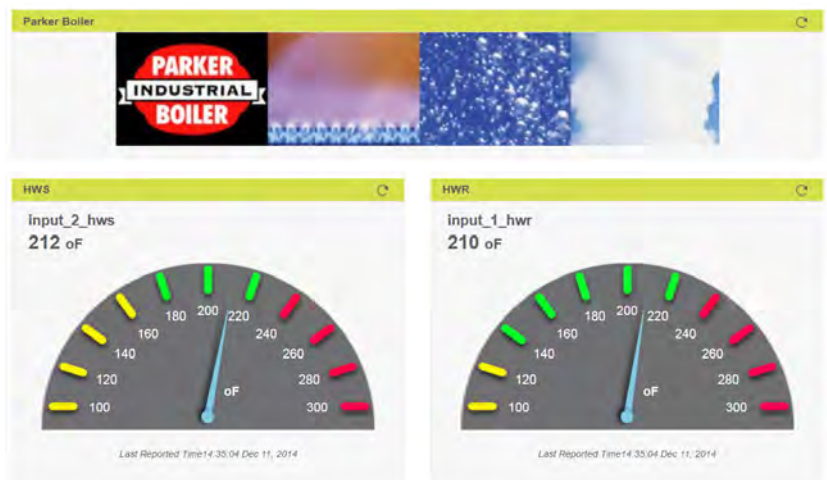 Parker Boiler
PARKER
INDUSTRIAL
BOILER
HWS
input_2_hws
212 oF
100
120
140
160
180
200
220
240
260
280
300
oF
Last Reported Time14:35:04 Dec 11, 2014
HWR
input_1_hwr
210 oF
100
120
140
160
180
200
220
240
260
280
300
oF
Last Reported Time14:35:04 Dec 11, 2014